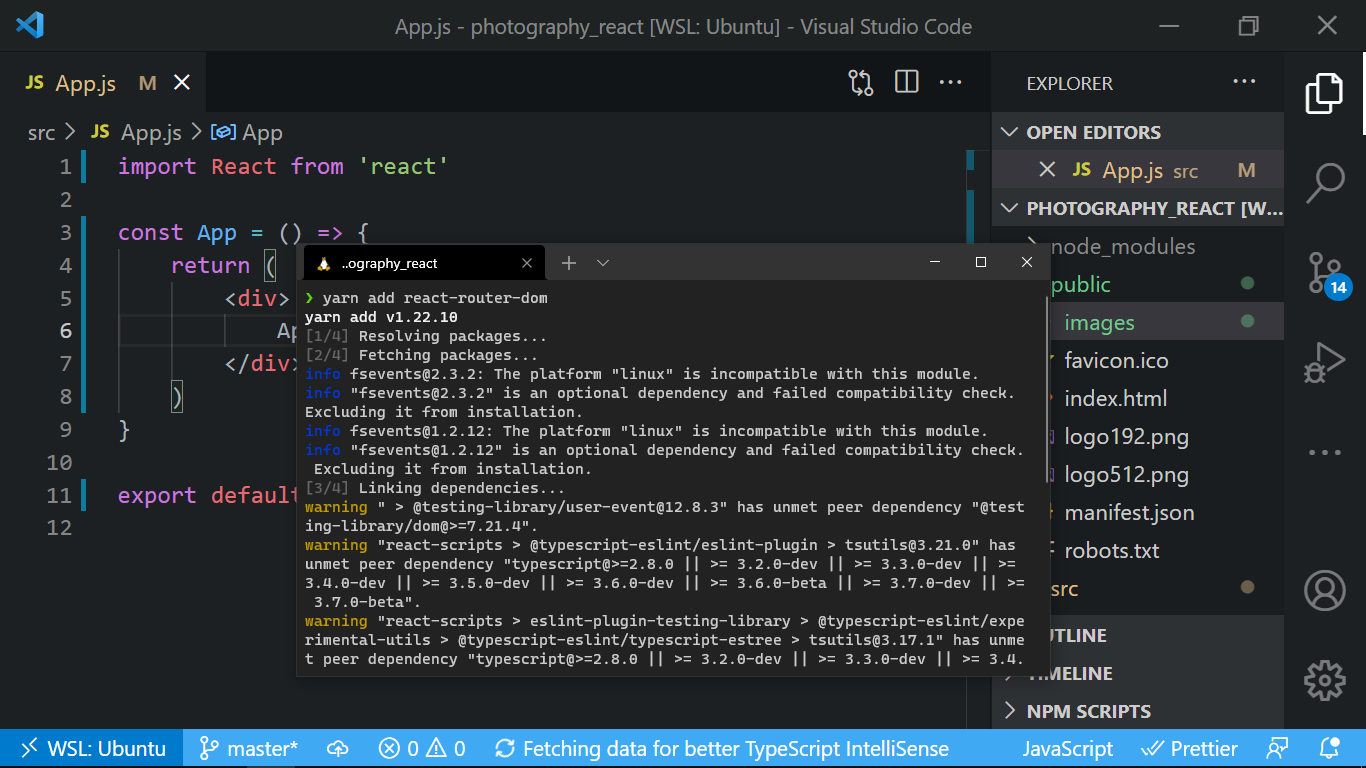 App.js - photography_react [WSL: Ubuntu] - Visual Studio Code
JS App.js M
src > JS App.js > App
1 import React from 'react'
2
3 const App = () => {
4 return (
5 <div>
6 Ap
7 </div>
8 )
9 }
10
11 export default
12
..ography_react
❯ yarn add react-router-dom
yarn add v1.22.10
[1/4] Resolving packages...
[2/4] Fetching packages...
info fsevents@2.3.2: The platform "linux" is incompatible with this module.
info "fsevents@2.3.2" is an optional dependency and failed compatibility check.
Excluding it from installation.
info fsevents@1.2.12: The platform "linux" is incompatible with this module.
info "fsevents@1.2.12" is an optional dependency and failed compatibility check.
Excluding it from installation.
[3/4] Linking dependencies...
warning " > @testing-library/user-event@12.8.3" has unmet peer dependency "@test
ing-library/dom@>=7.21.4".
warning "react-scripts > @typescript-eslint/eslint-plugin > tsutils@3.21.0" has
unmet peer dependency "typescript@>=2.8.0 || >= 3.2.0-dev || >= 3.3.0-dev || >=
3.4.0-dev || >= 3.5.0-dev || >= 3.6.0-dev || >= 3.6.0-beta || >= 3.7.0-dev || >=
3.7.0-beta".
warning "react-scripts > eslint-plugin-testing-library > @typescript-eslint/expe
rimental-utils > @typescript-eslint/typescript-estree > tsutils@3.17.1" has unme
t peer dependency "typescript@>=2.8.0 || >= 3.2.0-dev || >= 3.3.0-dev || >= 3.4.
EXPLORER
OPEN EDITORS
JS App.js src M
PHOTOGRAPHY_REACT [W...
node_modules
public
images
favicon.ico
index.html
logo192.png
logo512.png
manifest.json
robots.txt
src
UTLINE
TIMELINE
NPM SCRIPTS
14
WSL: Ubuntu
master*
0
0
Fetching data for better TypeScript IntelliSense
JavaScript
Prettier